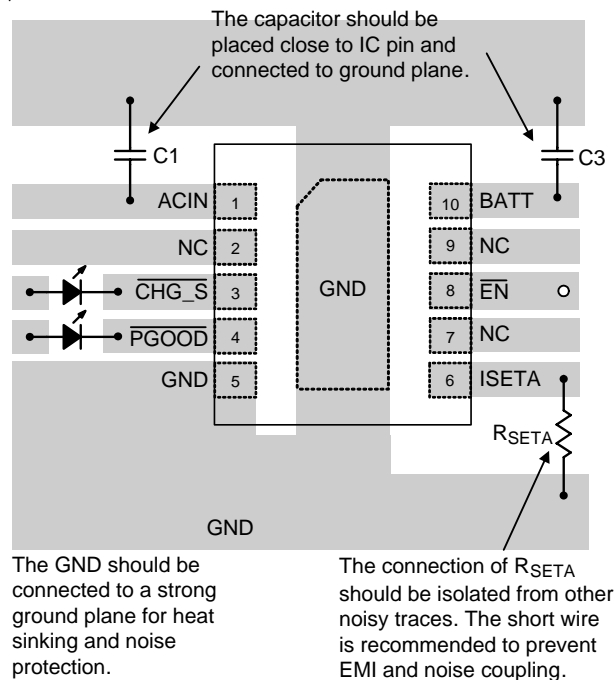 The capacitor should be
placed close to IC pin and
connected to ground plane.
C1
C3
ACIN 1
10 BATT
NC 2
9 NC
CHG_S 3
GND
8 EN
PGOOD 4
7 NC
GND 5
6 ISETA
RSETA
GND
The GND should be
connected to a strong
ground plane for heat
sinking and noise
protection.
The connection of RSETA
should be isolated from other
noisy traces. The short wire
is recommended to prevent
EMI and noise coupling.